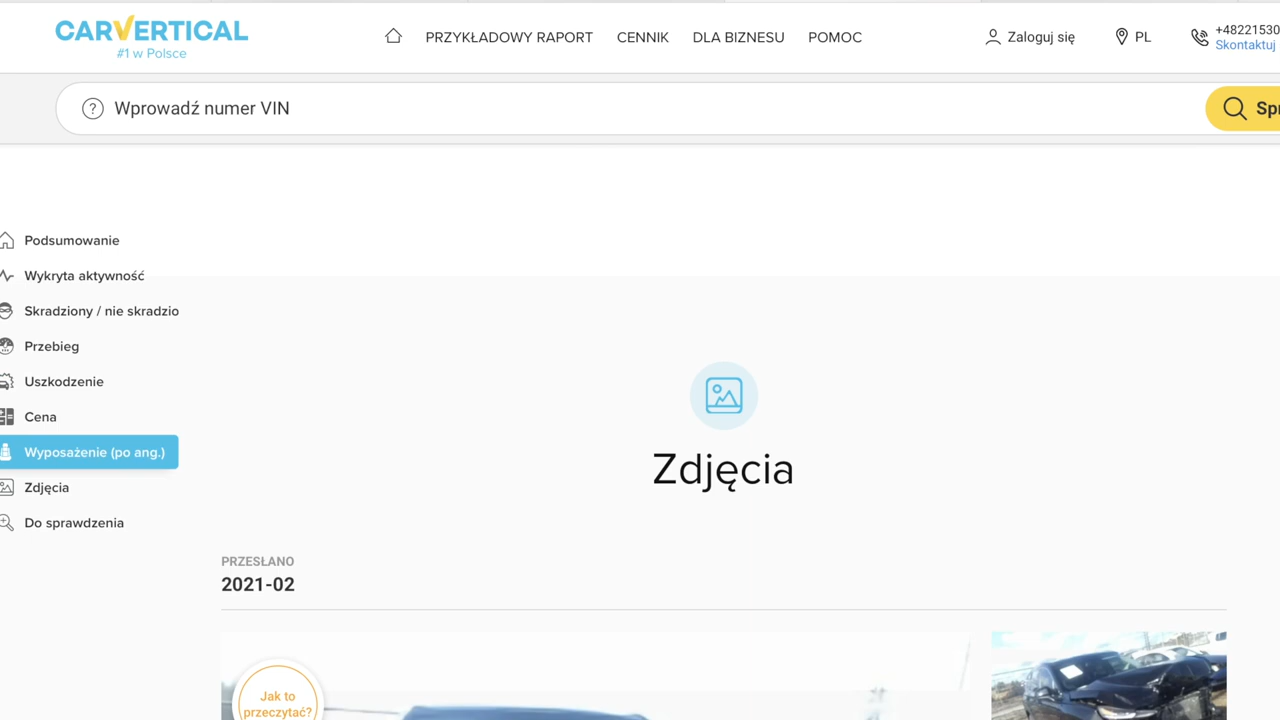 CARVERTICAL
#1 w Polsce
PRZYKŁADOWY RAPORT
CENNIK
DLA BIZNESU
POMOC
Zaloguj się
PL
+48221530
Skontaktuj
? Wprowadź numer VIN
Spr
Podsumowanie
Wykryta aktywność
Skradziony / nie skradzio
Przebieg
Uszkodzenie
Cena
Wyposażenie (po ang.)
Zdjęcia
Do sprawdzenia
Zdjęcia
PRZESŁANO
2021-02
Jak to
przeczytać?